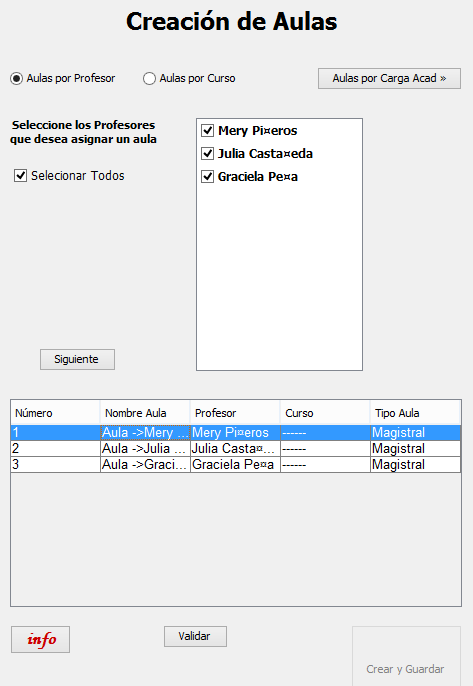 Creación de Aulas
Aulas por Profesor
Aulas por Curso
Aulas por Carga Acad »
Seleccione los Profesores
que desea asignar un aula
Selecionar Todos
Mery Pi¤eros
Julia Casta¤eda
Graciela Pe¤a
Siguiente
Número Nombre Aula Profesor Curso Tipo Aula
1 Aula ->Mery ... Mery Pi¤eros ------ Magistral
2 Aula ->Julia ... Julia Casta¤... ------ Magistral
3 Aula ->Graci... Graciela Pe¤a ------ Magistral
info
Validar
Crear y Guardar